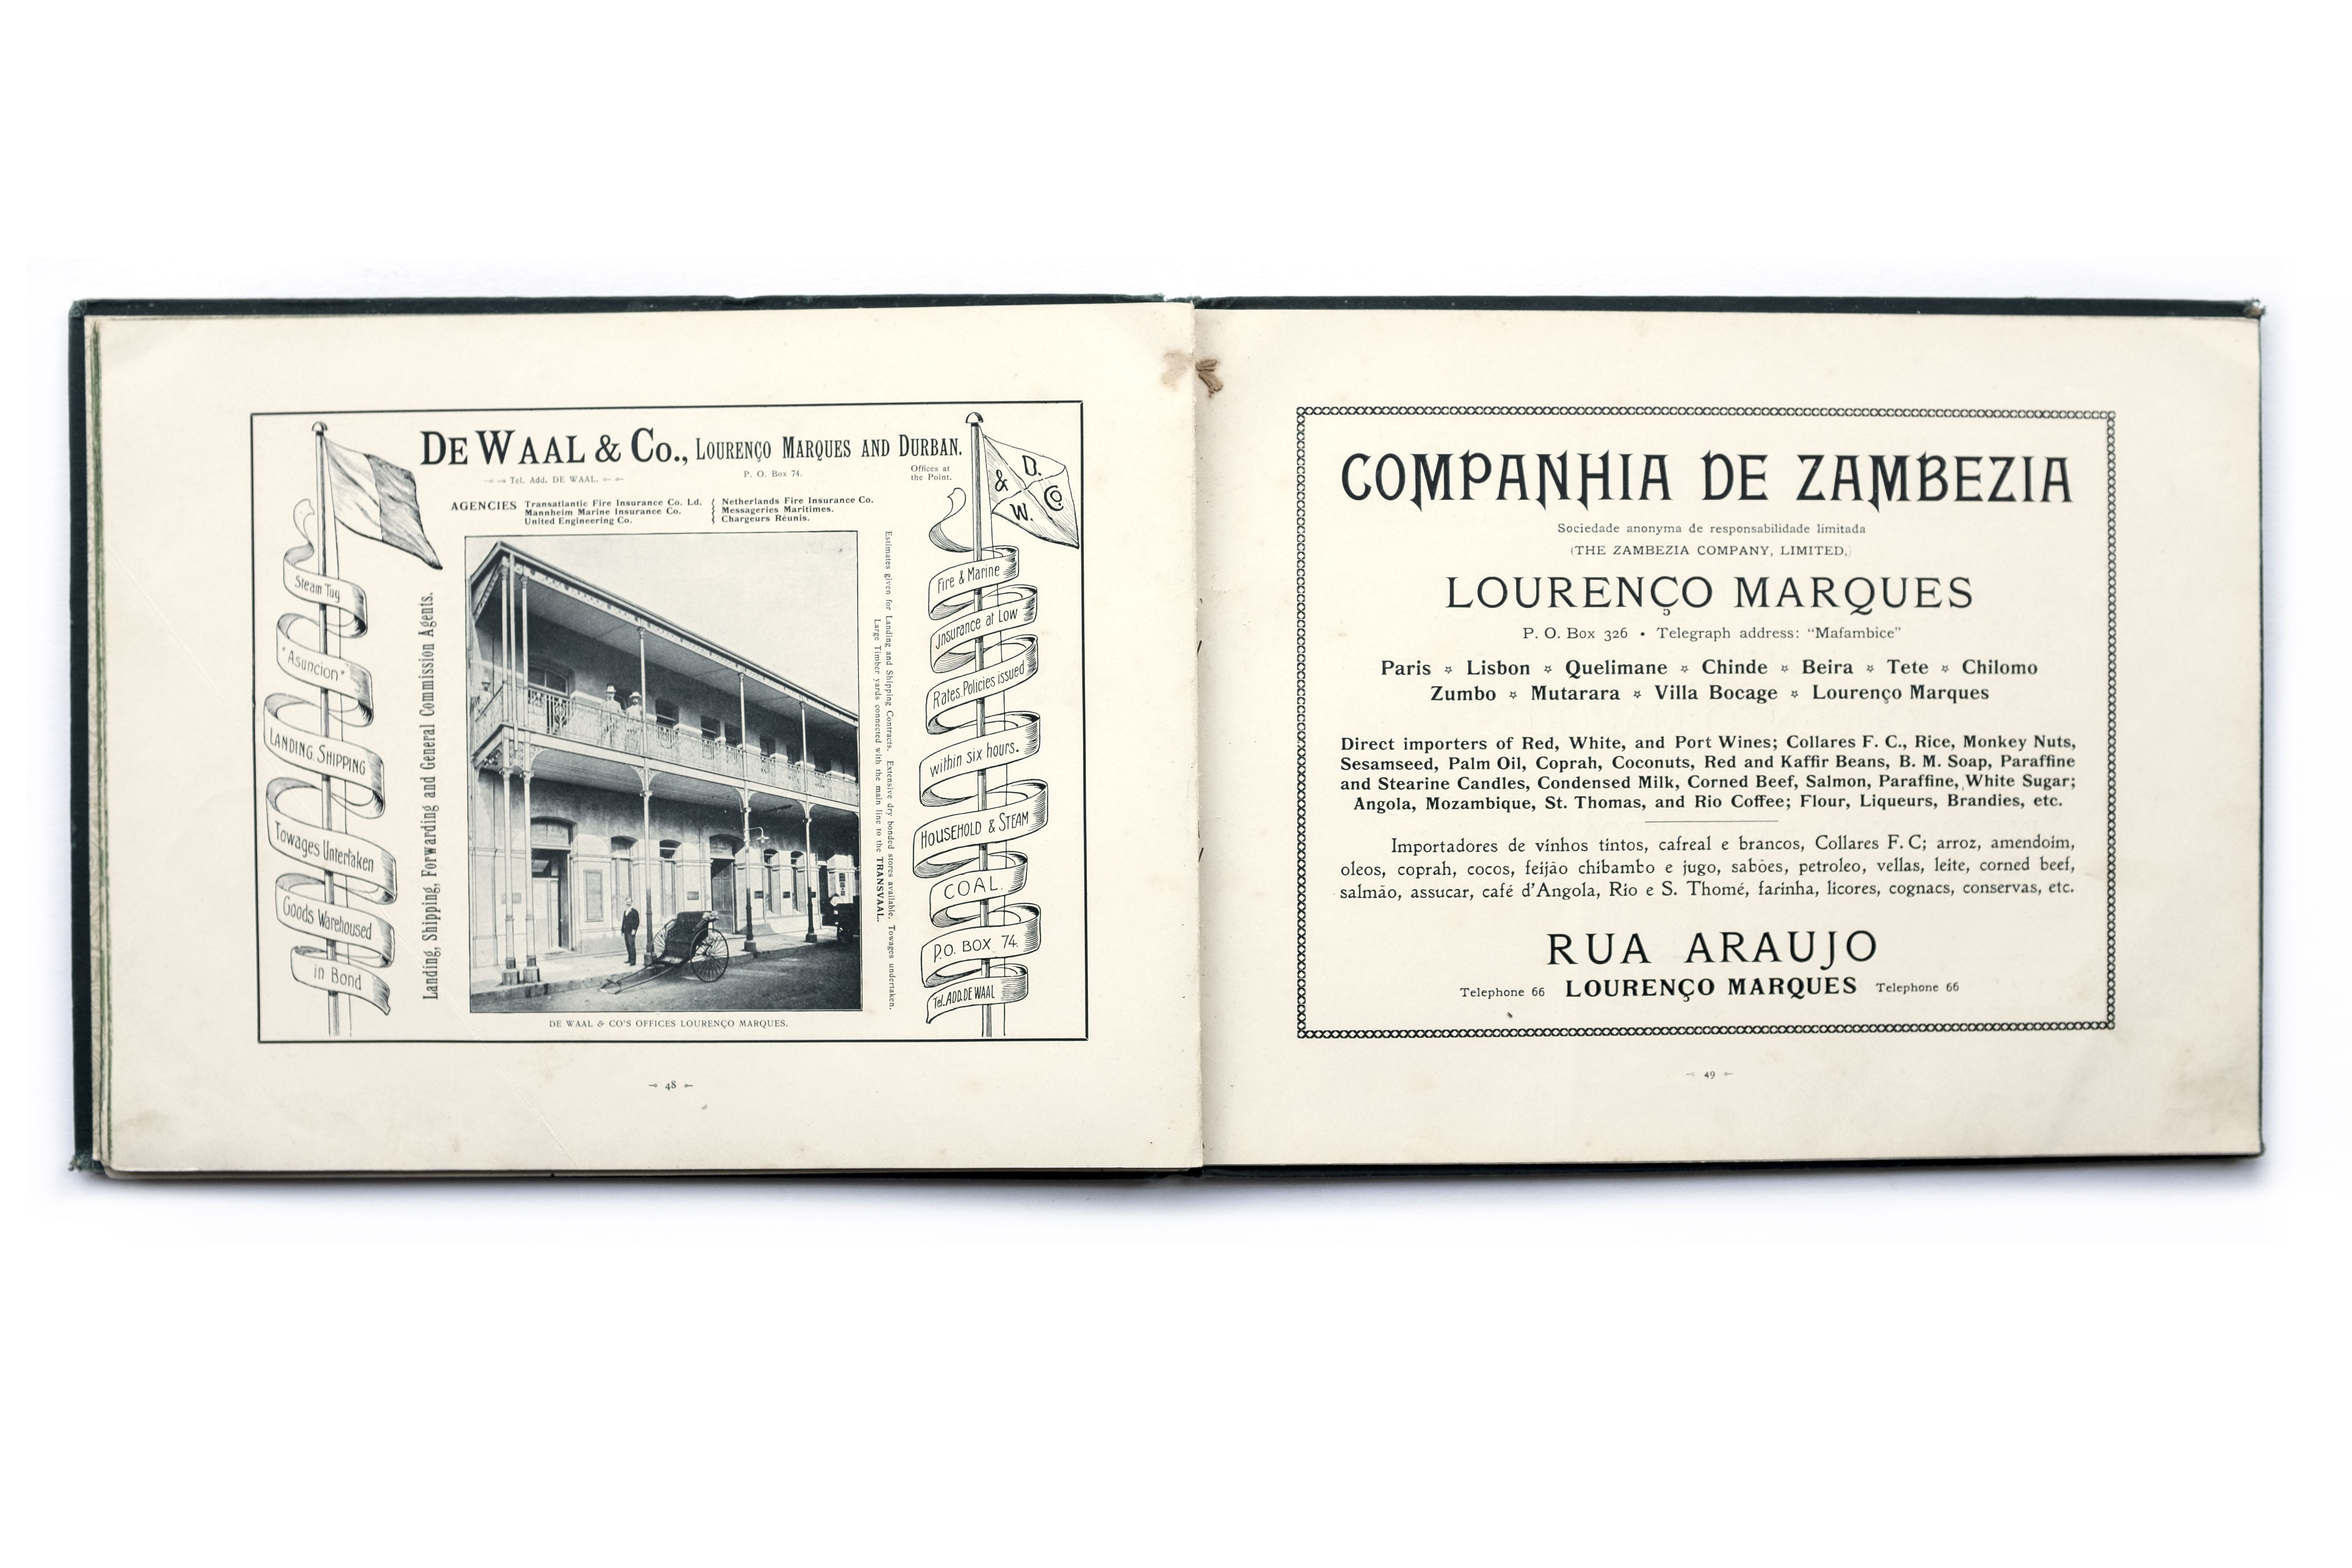 DE WAAL & Co., LOURENÇO MARQUES AND DURBAN.
Tel. Add. DE WAAL.
P. O. Box 74.
Offices at
the Point.
AGENCIES
Transatlantic Fire Insurance Co. Ld.
Mannheim Marine Insurance Co.
United Engineering Co.
Netherlands Fire Insurance Co.
Messageries Maritimes.
Chargeurs Réunis.
Steam Tug
"Asuncion"
LANDING. SHIPPING
Towages Untertaken
Goods Warehoused
in Bond
Landing, Shipping, Forwarding and General Commission Agents.
Estimates given for Landing and Shipping Contracts. Extensive dry bonded stores available. Towages undertaken.
Large Timber yards connected with the main line to the TRANSVAAL.
D.
& Co
W.
Fire & Marine
Insurance at Low
Rates. Policies issued
within six hours.
HOUSEHOLD & STEAM
COAL.
P.O. BOX 74.
Tel. ADD. DE WAAL
DE WAAL & CO'S OFFICES LOURENÇO MARQUES.
48
COMPANHIA DE ZAMBEZIA
Sociedade anonyma de responsabilidade limitada
(THE ZAMBEZIA COMPANY, LIMITED,)
LOURENÇO MARQUES
P. O. Box 326 • Telegraph address: “Mafambice”
Paris ☆ Lisbon ☆ Quelimane ☆ Chinde ☆ Beira ☆ Tete ☆ Chilomo
Zumbo ☆ Mutarara ☆ Villa Bocage ☆ Lourenço Marques
Direct importers of Red, White, and Port Wines; Collares F. C., Rice, Monkey Nuts,
Sesamseed, Palm Oil, Coprah, Coconuts, Red and Kaffir Beans, B. M. Soap, Paraffine
and Stearine Candles, Condensed Milk, Corned Beef, Salmon, Paraffine, White Sugar;
Angola, Mozambique, St. Thomas, and Rio Coffee; Flour, Liqueurs, Brandies, etc.
Importadores de vinhos tintos, cafreal e brancos, Collares F. C; arroz, amendoim,
oleos, coprah, cocos, feijão chibambo e jugo, sabões, petroleo, vellas, leite, corned beef,
salmão, assucar, café d'Angola, Rio e S. Thomé, farinha, licores, cognacs, conservas, etc.
RUA ARAUJO
Telephone 66 LOURENÇO MARQUES Telephone 66
49